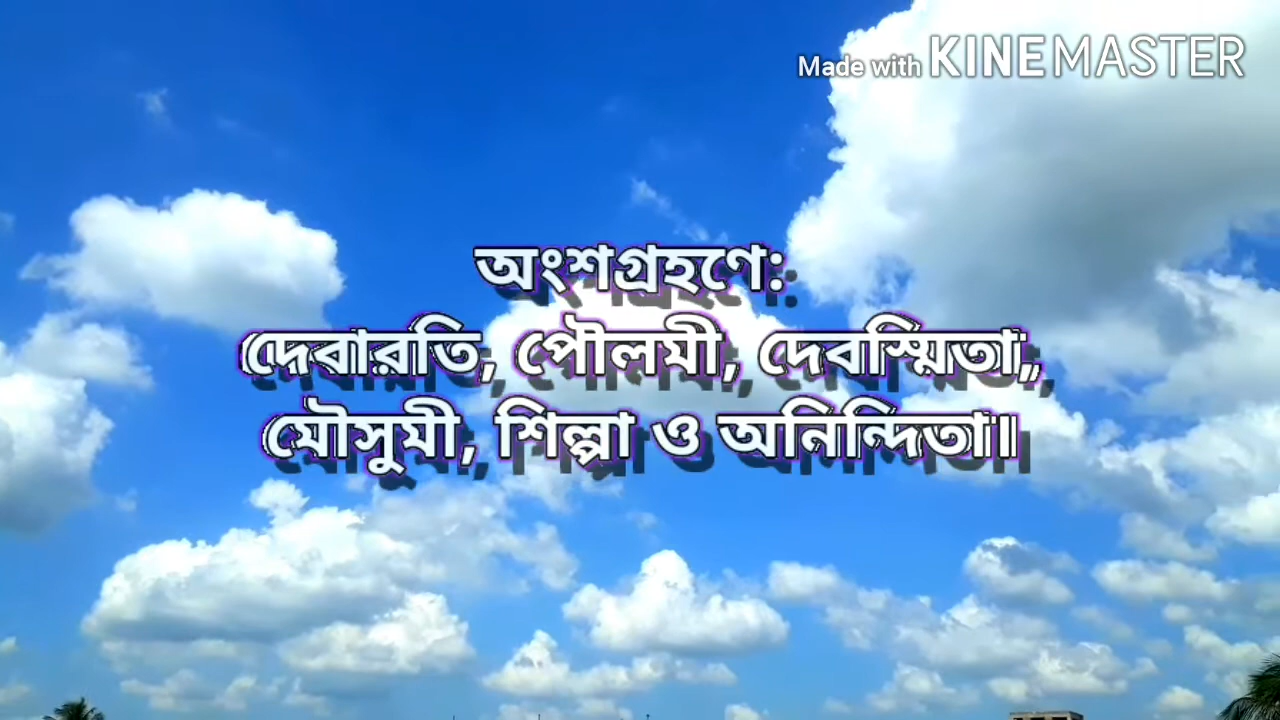 Made with KINEMASTER
অংশগ্রহণে:
দেবারতি, পৌলমী, দেবস্মিতা,
মৌসুমী, শিল্পা ও অনিন্দিতা॥